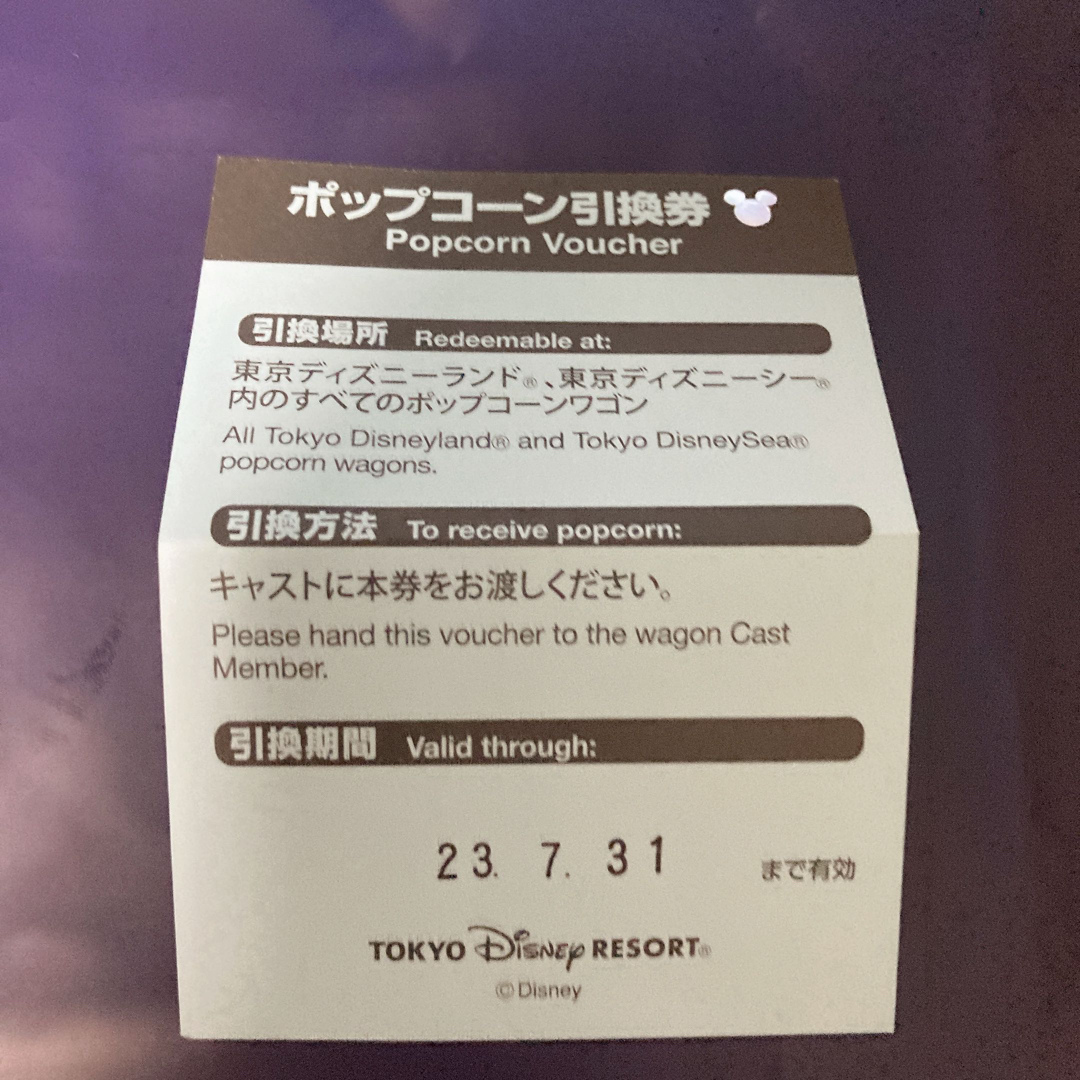 ポップコーン引換券
Popcorn Voucher
引換場所 Redeemable at:
東京ディズニーランド®、東京ディズニーシー®
内のすべてのポップコーンワゴン
All Tokyo Disneyland® and Tokyo DisneySea®
popcorn wagons.
引換方法 To receive popcorn:
キャストに本券をお渡しください。
Please hand this voucher to the wagon Cast
Member.
引換期間 Valid through:
23. 7. 31 まで有効
TOKYO Disney RESORT®
©Disney